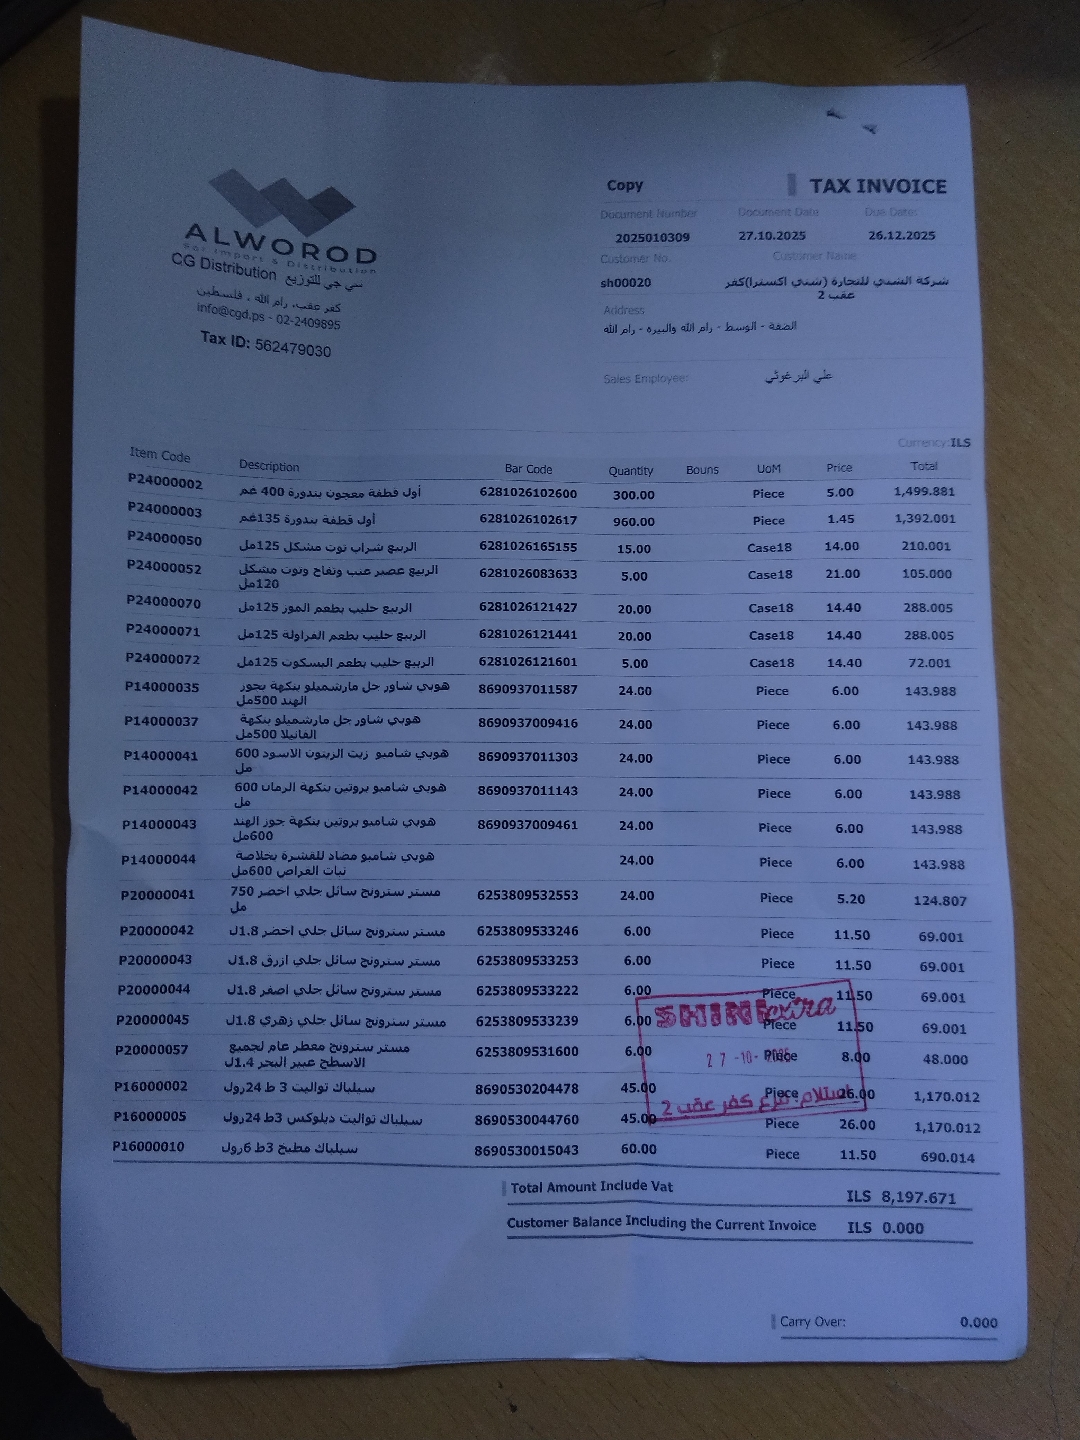 ALWOROD
For Import & Distribution
CG Distribution سي جي للتوزيع
كفر عقب، رام الله ، فلسطين
info@cgd.ps - 02-2409895
Tax ID: 562479030
Copy
TAX INVOICE
Document Number Document Date Due Date:
2025010309 27.10.2025 26.12.2025
Customer No. Customer Name
sh00020 شركة الشني للتجارة (شني اكسترا)كفر
عقب 2
Address
الضفة - الوسط - رام الله والبيره - رام الله
Sales Employee: علي البرغوثي
Currency:ILS
Item Code Description Bar Code Quantity Bouns UoM Price Total
P24000002 أول قطفة معجون بندورة 400 غم 6281026102600 300.00 Piece 5.00 1,499.881
P24000003 أول قطفة بندورة 135غم 6281026102617 960.00 Piece 1.45 1,392.001
P24000050 الربيع شراب توت مشكل 125مل 6281026165155 15.00 Case18 14.00 210.001
P24000052 الربيع عصير عنب وتفاح وتوت مشكل 6281026083633 5.00 Case18 21.00 105.000
120مل
P24000070 الربيع حليب بطعم الموز 125مل 6281026121427 20.00 Case18 14.40 288.005
P24000071 الربيع حليب بطعم الفراولة 125مل 6281026121441 20.00 Case18 14.40 288.005
P24000072 الربيع حليب بطعم البسكوت 125مل 6281026121601 5.00 Case18 14.40 72.001
P14000035 هوبي شاور جل مارشميلو بنكهة بجوز 8690937011587 24.00 Piece 6.00 143.988
الهند 500مل
P14000037 هوبي شاور جل مارشميلو بنكهة 8690937009416 24.00 Piece 6.00 143.988
الفانيلا 500مل
P14000041 هوبي شامبو زيت الزيتون الاسود 600 8690937011303 24.00 Piece 6.00 143.988
مل
P14000042 هوبي شامبو بروتين بنكهة الرمان 600 8690937011143 24.00 Piece 6.00 143.988
مل
P14000043 هوبي شامبو بروتين بنكهة جوز الهند 8690937009461 24.00 Piece 6.00 143.988
600مل
P14000044 هوبي شامبو مضاد للقشرة بخلاصة 24.00 Piece 6.00 143.988
نبات القراص 600مل
P20000041 مستر سترونج سائل جلي اخضر 750 6253809532553 24.00 Piece 5.20 124.807
مل
P20000042 مستر سترونج سائل جلي اخضر 1.8ل 6253809533246 6.00 Piece 11.50 69.001
P20000043 مستر سترونج سائل جلي ازرق 1.8ل 6253809533253 6.00 Piece 11.50 69.001
P20000044 مستر سترونج سائل جلي اصفر 1.8ل 6253809533222 6.00 Piece 11.50 69.001
P20000045 مستر سترونج سائل جلي زهري 1.8ل 6253809533239 6.00 Piece 11.50 69.001
P20000057 مستر سترونج معطر عام لجميع 6253809531600 6.00 Piece 8.00 48.000
الاسطح عبير البحر 1.4ل
P16000002 سيلباك تواليت 3 ط 24رول 8690530204478 45.00 Piece 26.00 1,170.012
P16000005 سيلباك تواليت ديلوكس 3ط 24رول 8690530044760 45.00 Piece 26.00 1,170.012
P16000010 سيلباك مطبخ 3ط 6رول 8690530015043 60.00 Piece 11.50 690.014
SHINI extra
27-10-2025
استلام: فرع كفر عقب 2
Total Amount Include Vat ILS 8,197.671
Customer Balance Including the Current Invoice ILS 0.000
Carry Over: 0.000